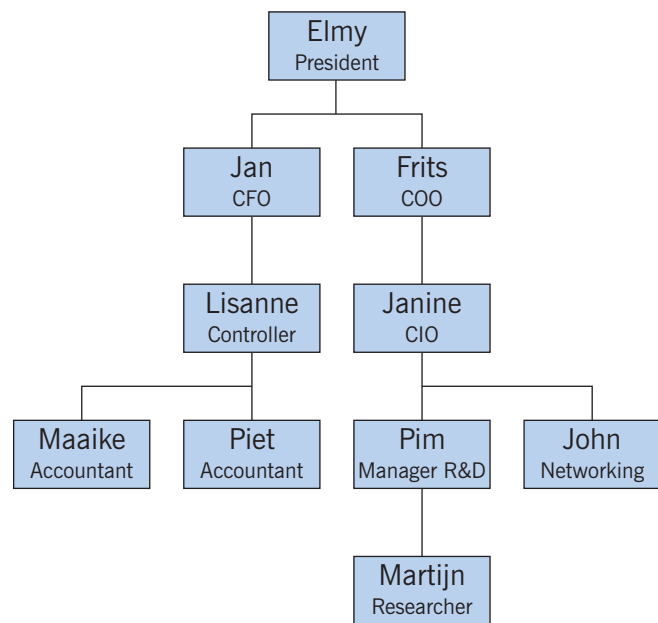 Elmy
President
Jan
CFO
Frits
COO
Lisanne
Controller
Janine
CIO
Maaike
Accountant
Piet
Accountant
Pim
Manager R&D
John
Networking
Martijn
Researcher